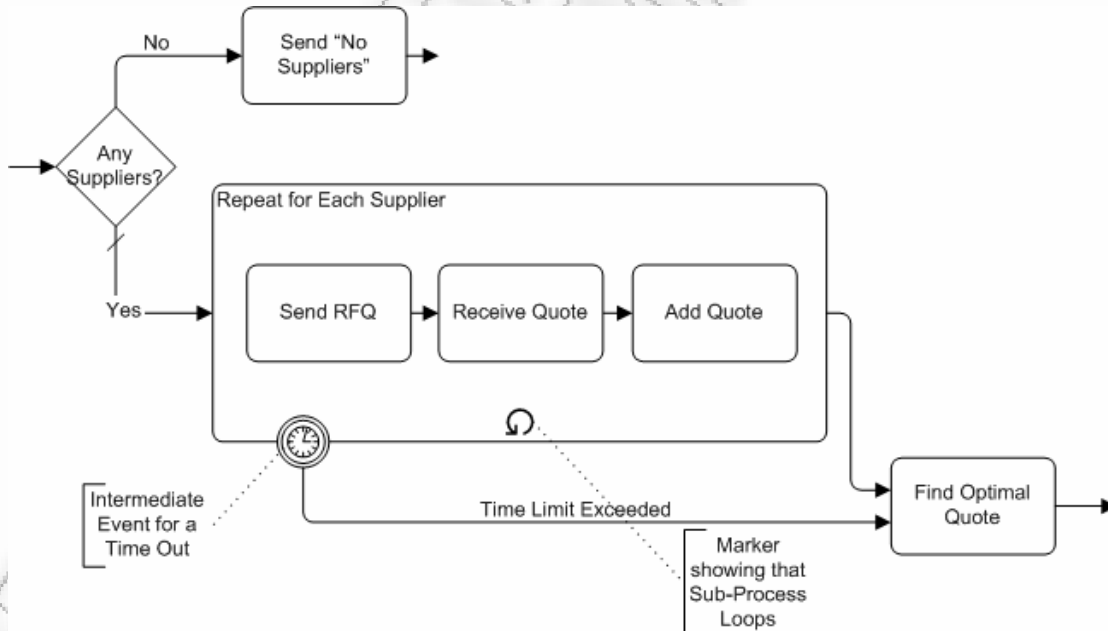 No
Send “No
Suppliers”
Any
Suppliers?
Repeat for Each Supplier
Send RFQ
Receive Quote
Add Quote
Yes
Intermediate
Event for a
Time Out
Time Limit Exceeded
Find Optimal
Quote
Marker
showing that
Sub-Process
Loops